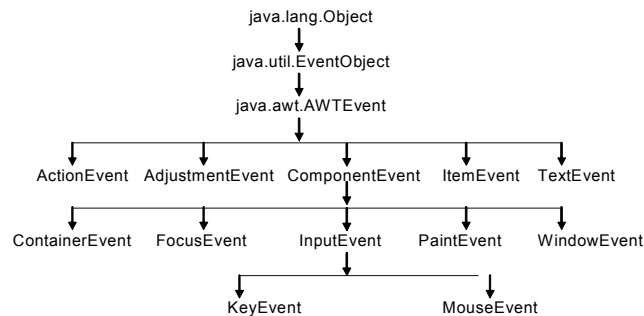 java.lang.Object
java.util.EventObject
java.awt.AWTEvent
ActionEvent AdjustmentEvent ComponentEvent ItemEvent TextEvent
ContainerEvent FocusEvent InputEvent PaintEvent WindowEvent
KeyEvent MouseEvent